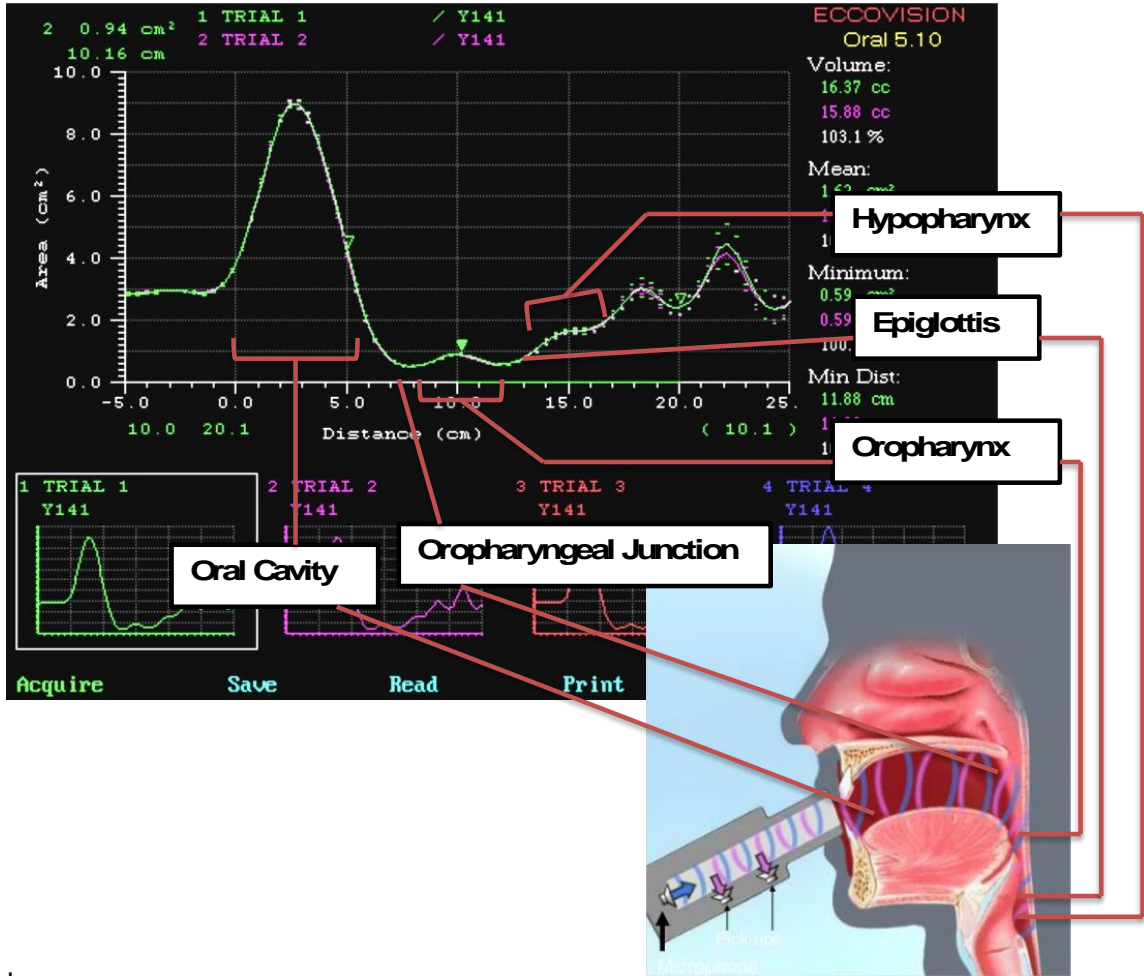 2 0.94 cm²
10.16 cm
1 TRIAL 1 / Y141
2 TRIAL 2 / Y141
ECCOVISION
Oral 5.10
Volume:
16.37 cc
15.88 cc
103.1 %
Mean:
1.62 cm²
Hypopharynx
Minimum:
0.59 cm²
0.59
Epiglottis
100.
Min Dist:
11.88 cm
Oropharynx
Area (cm²)
10.0
8.0
6.0
4.0
2.0
0.0
-5.0 0.0 5.0 10.0 15.0 20.0 25.
10.0 20.1 Distance (cm) ( 10.1 )
1 TRIAL 1
Y141
2 TRIAL 2
Y141
3 TRIAL 3
Y141
4 TRIAL 4
Y141
Oral Cavity
Oropharyngeal Junction
Acquire Save Read Print
Pick-ups
Microphone